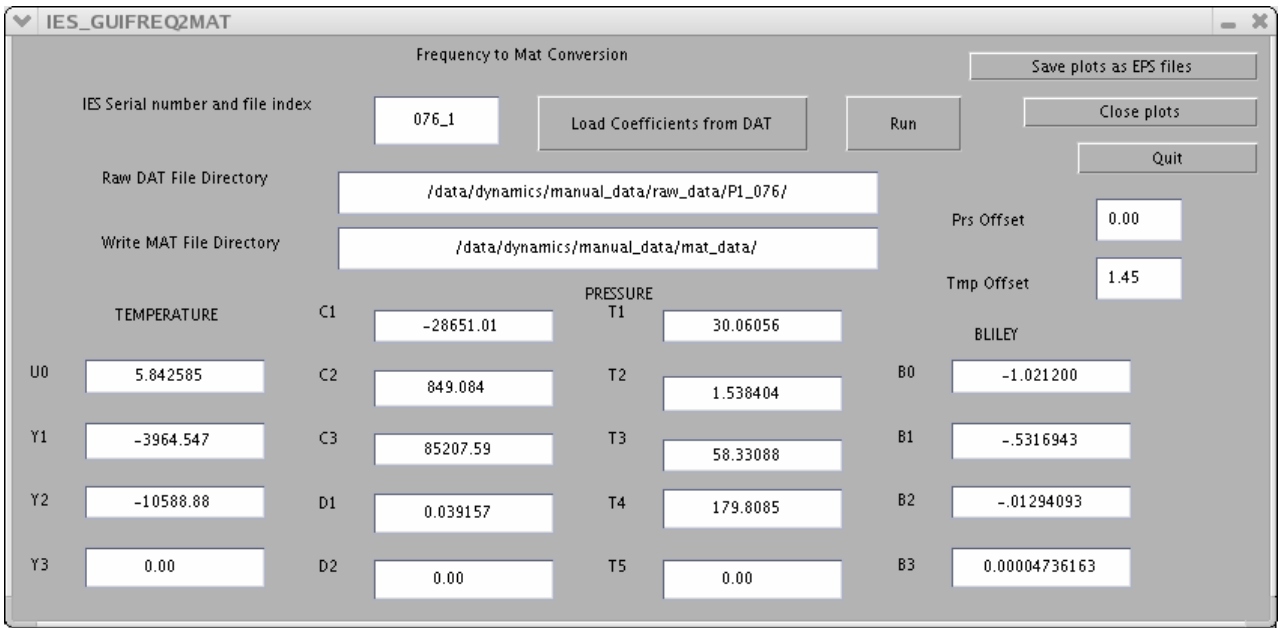 IES_GUIFREQ2MAT
Frequency to Mat Conversion
Save plots as EPS files
IES Serial number and file index 076_1 Load Coefficients from DAT Run Close plots
Quit
Raw DAT File Directory /data/dynamics/manual_data/raw_data/P1_076/
Prs Offset 0.00
Write MAT File Directory /data/dynamics/manual_data/mat_data/
Tmp Offset 1.45
PRESSURE
TEMPERATURE C1 -28651.01 T1 30.06056
BLILEY
U0 5.842585 C2 849.084 T2 1.538404 B0 -1.021200
Y1 -3964.547 C3 85207.59 T3 58.33088 B1 -.5316943
Y2 -10588.88 D1 0.039157 T4 179.8085 B2 -.01294093
Y3 0.00 D2 0.00 T5 0.00 B3 0.00004736163